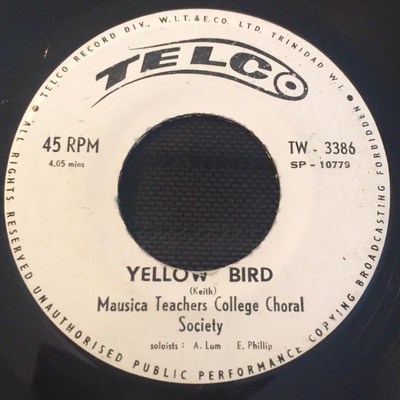 TELCO RECORD DIV. W.I.T.& E.CO. LTD. TRINIDAD W.I.
TELCO
45 RPM
4.05 mins
TW - 3386
SP - 10779
YELLOW BIRD
(Keith)
Mausica Teachers College Choral
Society
soloists : A. Lum E. Phillip
ALL RIGHTS RESERVED UNAUTHORISED PUBLIC PERFORMANCE COPYING BROADCASTING FORBIDDEN